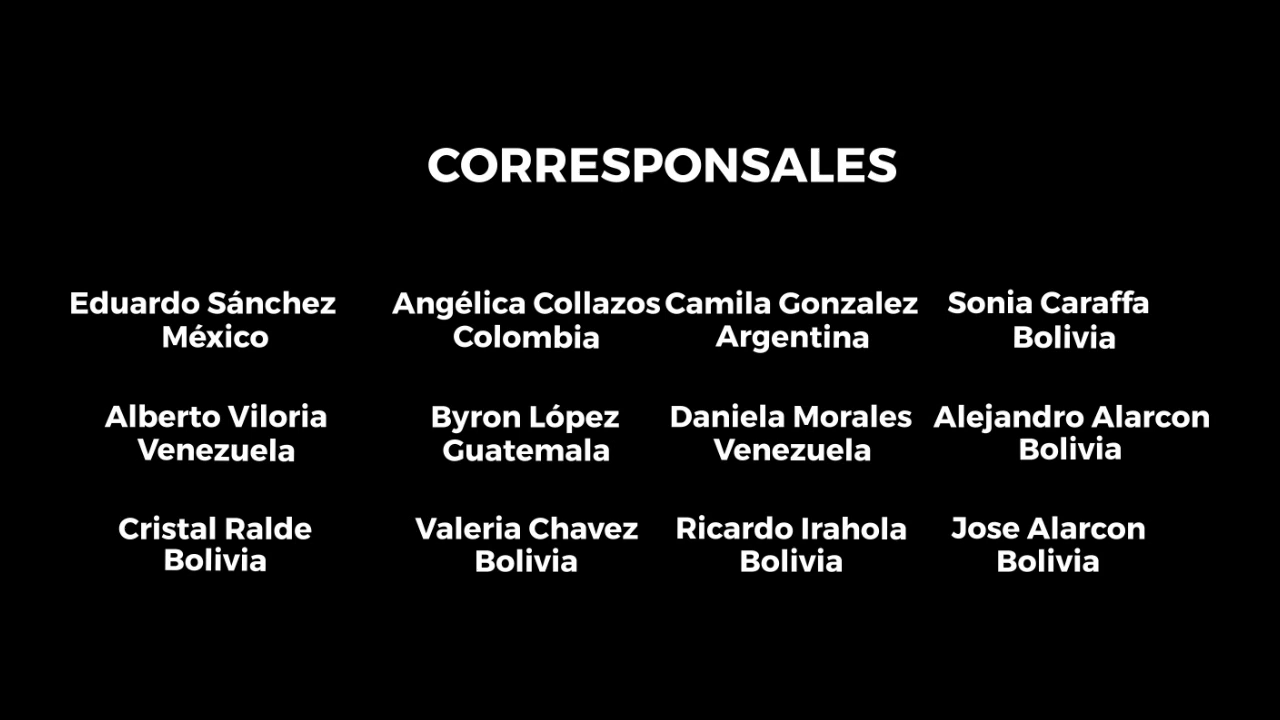 CORRESPONSALES
Eduardo Sánchez
México
Angélica Collazos
Colombia
Camila Gonzalez
Argentina
Sonia Caraffa
Bolivia
Alberto Viloria
Venezuela
Byron López
Guatemala
Daniela Morales
Venezuela
Alejandro Alarcon
Bolivia
Cristal Ralde
Bolivia
Valeria Chavez
Bolivia
Ricardo Irahola
Bolivia
Jose Alarcon
Bolivia